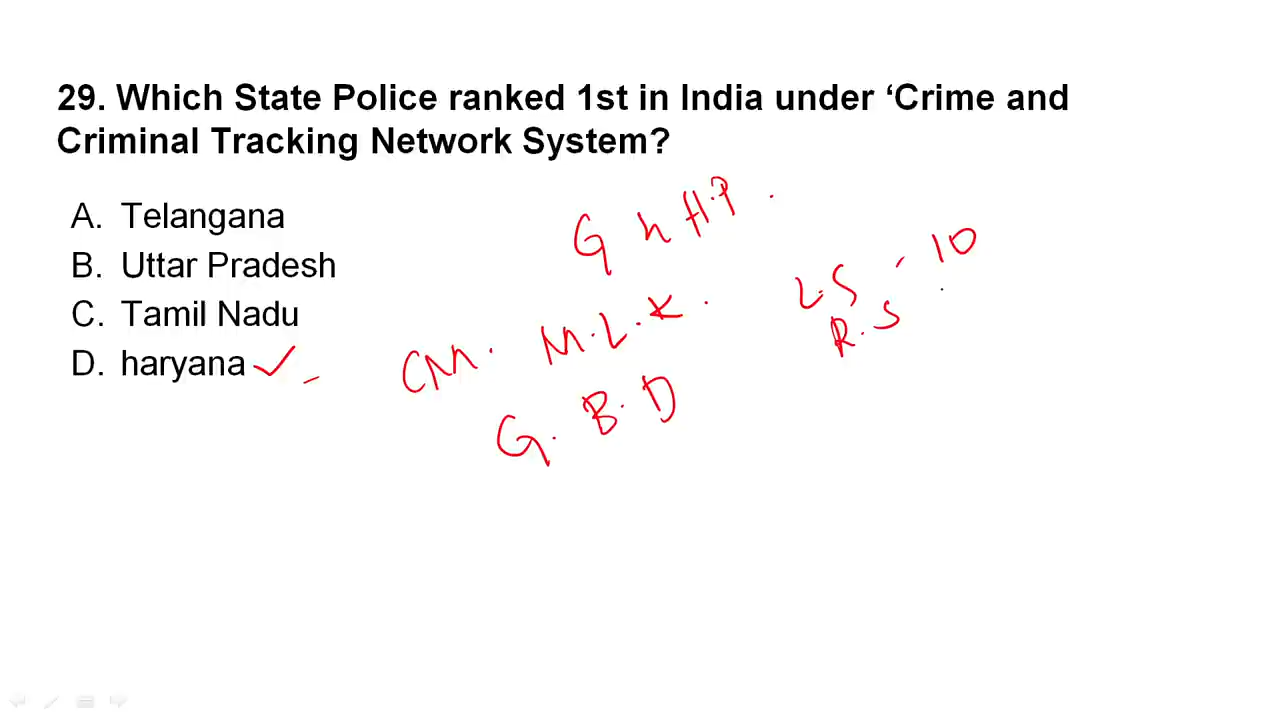 29. Which State Police ranked 1st in India under ‘Crime and
Criminal Tracking Network System?
A. Telangana
B. Uttar Pradesh
C. Tamil Nadu
D. haryana
G h H.P.
CM. M.L.K.
G. B.D
L.S - 10
R.S